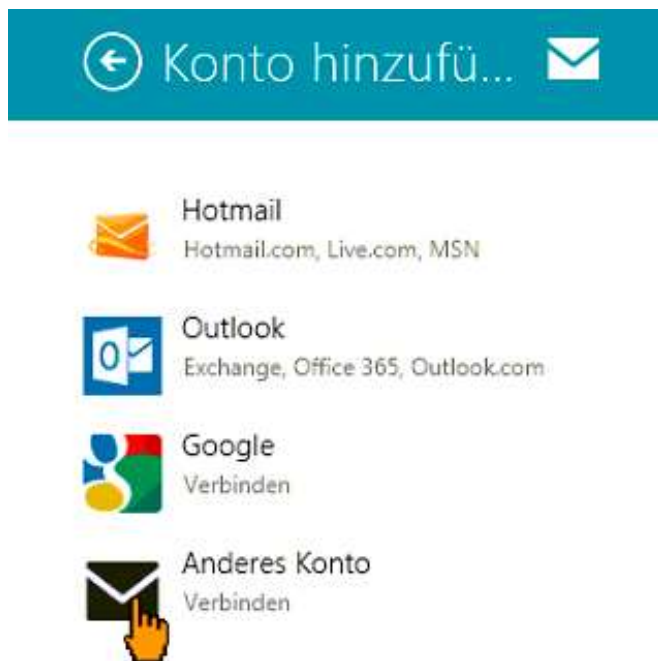 Konto hinzufü...
Hotmail
Hotmail.com, Live.com, MSN
Outlook
Exchange, Office 365, Outlook.com
Google
Verbinden
Anderes Konto
Verbinden